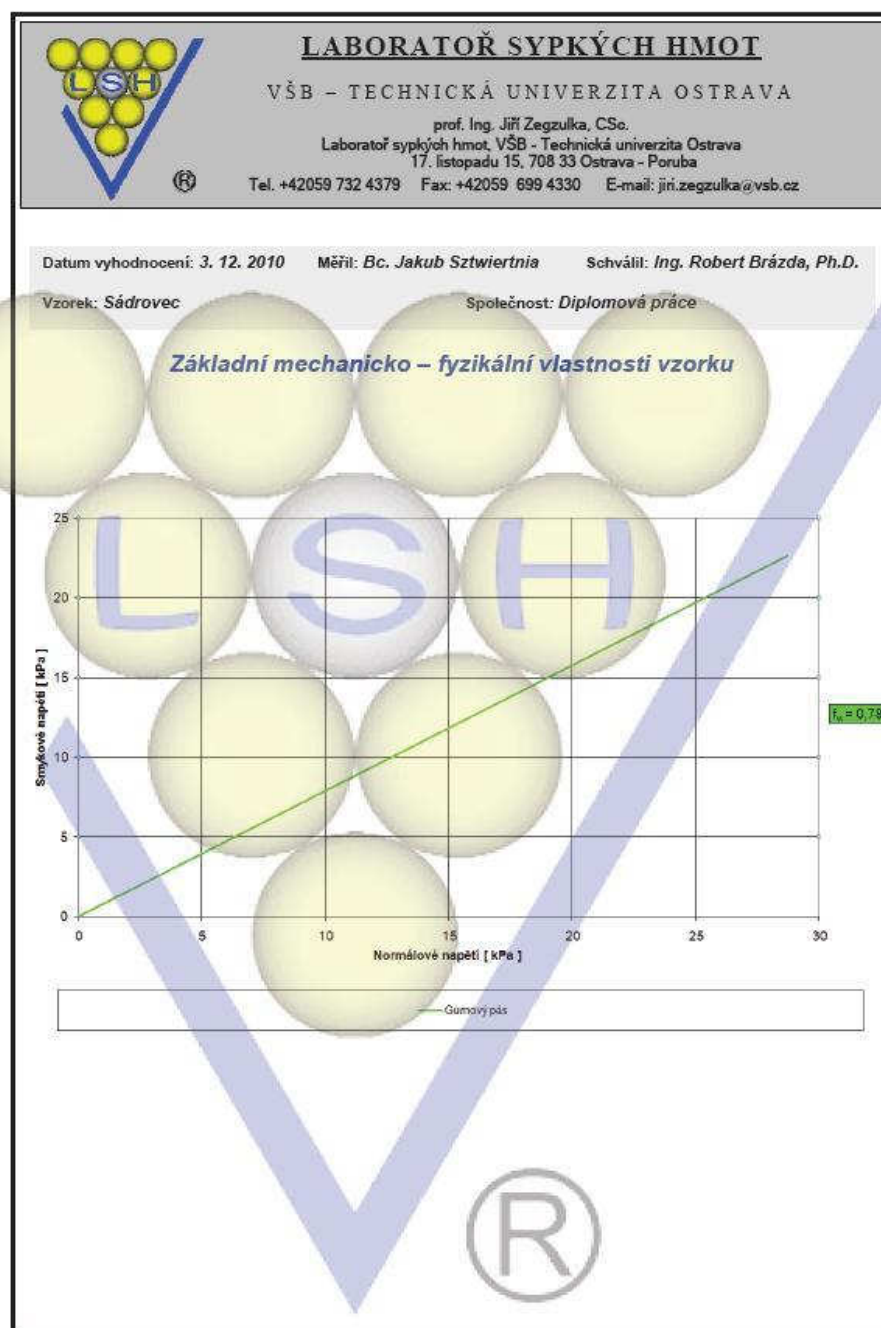 LABORATOŘ SYPKÝCH HMOT
LSH
VŠB – TECHNICKÁ UNIVERZITA OSTRAVA
prof. Ing. Jiří Zegzulka, CSc.
Laboratoř sypkých hmot, VŠB - Technická univerzita Ostrava
17. listopadu 15, 708 33 Ostrava - Poruba
®
Tel. +42059 732 4379 Fax: +42059 699 4330 E-mail: jiri.zegzulka@vsb.cz
Datum vyhodnocení: 3. 12. 2010 Měřil: Bc. Jakub Sztwiertnia Schválil: Ing. Robert Brázda, Ph.D.
Vzorek: Sádrovec Společnost: Diplomová práce
Základní mechanicko – fyzikální vlastnosti vzorku
LSH
25
20
15
10
5
0
Smykové napětí [ kPa ]
= 0,79
0 5 10 15 20 25 30
Normálové napětí [ kPa ]
Gumový pás
®